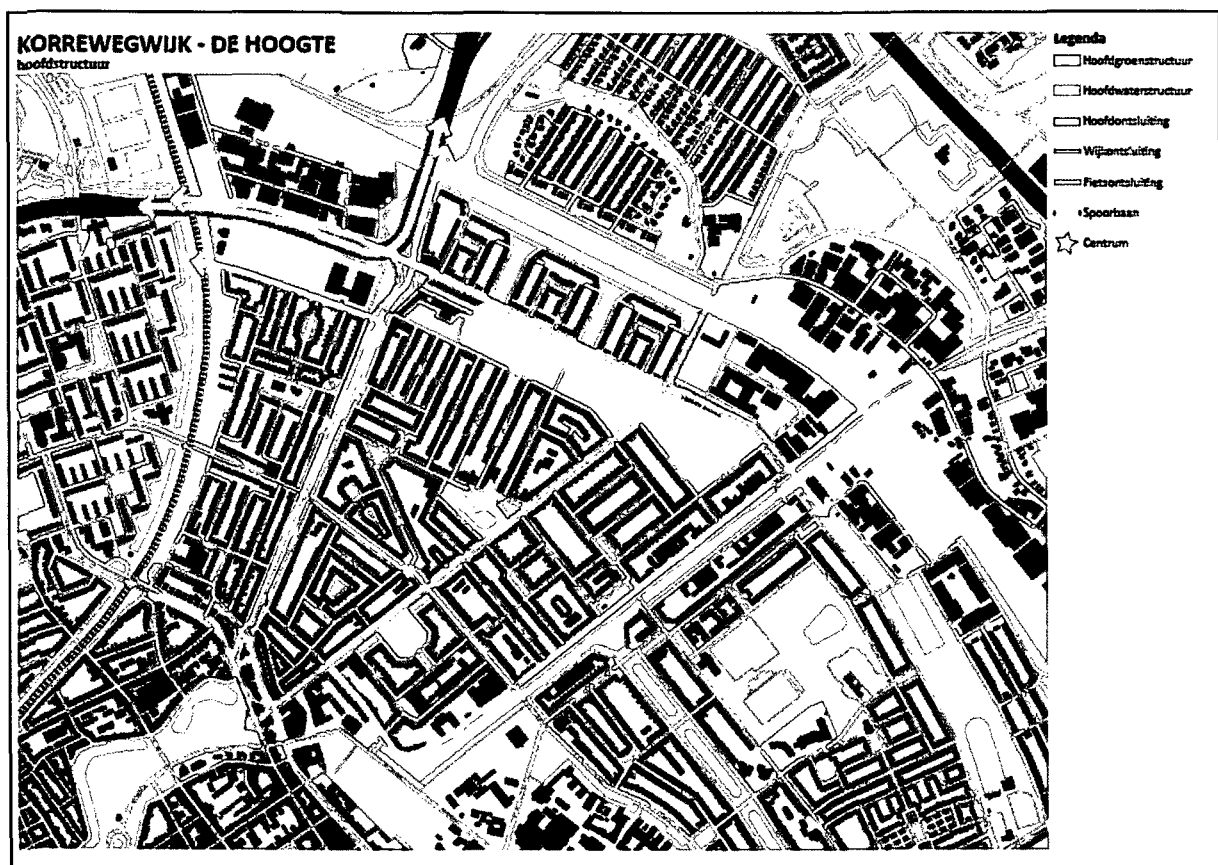 KORREWEGWIJK - DE HOOGTE
hoofdstructuur
Legenda
Hoofdgroenstructuur
Hoofdwaterstructuur
Hoofdontsluiting
Wijkontsluiting
Fietsontsluiting
Spoorbaan
Centrum